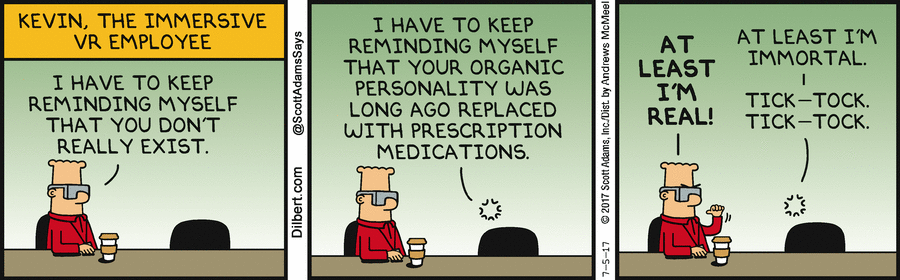 KEVIN, THE IMMERSIVE
VR EMPLOYEE
I HAVE TO KEEP
REMINDING MYSELF
THAT YOU DON'T
REALLY EXIST.
Dilbert.com @ScottAdamsSays
I HAVE TO KEEP
REMINDING MYSELF
THAT YOUR ORGANIC
PERSONALITY WAS
LONG AGO REPLACED
WITH PRESCRIPTION
MEDICATIONS.
7-5-17 © 2017 Scott Adams, Inc./Dist. by Andrews McMeel
AT
LEAST
I'M
REAL!
AT LEAST I'M
IMMORTAL.
TICK-TOCK.
TICK-TOCK.